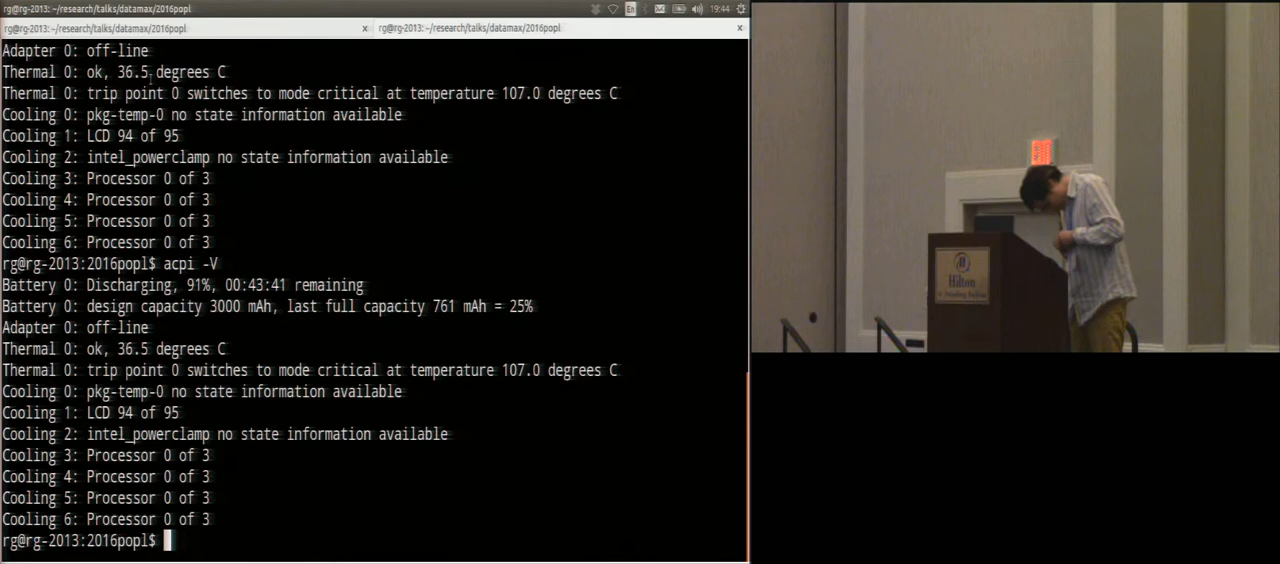 rg@rg-2013: ~/research/talks/datamax/2016popl
En
19:44
rg@rg-2013: ~/research/talks/datamax/2016popl x
rg@rg-2013: ~/research/talks/datamax/2016popl x
Adapter 0: off-line
Thermal 0: ok, 36.5 degrees C
Thermal 0: trip point 0 switches to mode critical at temperature 107.0 degrees C
Cooling 0: pkg-temp-0 no state information available
Cooling 1: LCD 94 of 95
Cooling 2: intel_powerclamp no state information available
Cooling 3: Processor 0 of 3
Cooling 4: Processor 0 of 3
Cooling 5: Processor 0 of 3
Cooling 6: Processor 0 of 3
rg@rg-2013:2016popl$ acpi -V
Battery 0: Discharging, 91%, 00:43:41 remaining
Battery 0: design capacity 3000 mAh, last full capacity 761 mAh = 25%
Adapter 0: off-line
Thermal 0: ok, 36.5 degrees C
Thermal 0: trip point 0 switches to mode critical at temperature 107.0 degrees C
Cooling 0: pkg-temp-0 no state information available
Cooling 1: LCD 94 of 95
Cooling 2: intel_powerclamp no state information available
Cooling 3: Processor 0 of 3
Cooling 4: Processor 0 of 3
Cooling 5: Processor 0 of 3
Cooling 6: Processor 0 of 3
rg@rg-2013:2016popl$
Hilton